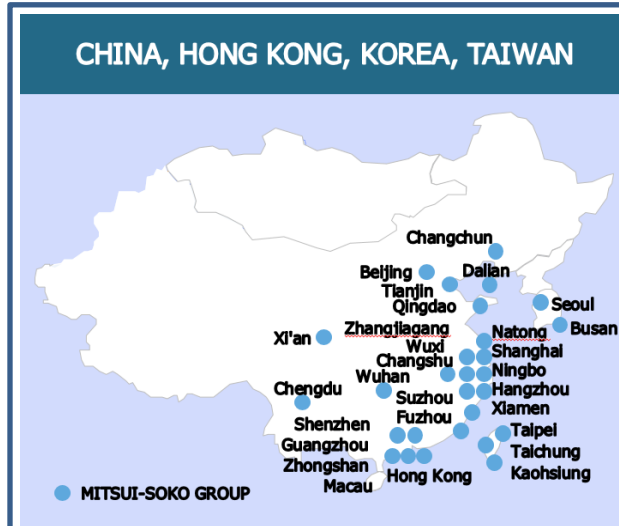 CHINA, HONG KONG, KOREA, TAIWAN
Changchun
Beijing
Dalian
Tianjin
Qingdao
Seoul
Busan
Xi'an
Zhangjiagang
Natong
Wuxi
Shanghai
Changshu
Ningbo
Wuhan
Chengdu
Suzhou
Hangzhou
Fuzhou
Xiamen
Shenzhen
Taipei
Guangzhou
Taichung
Zhongshan
Hong Kong
Kaohsiung
Macau
MITSUI-SOKO GROUP